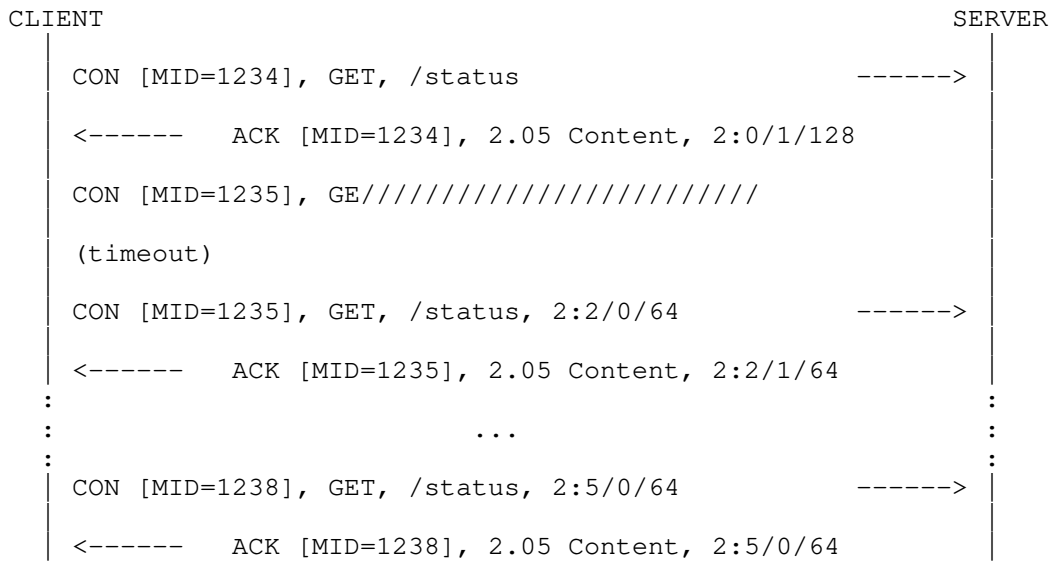 CLIENT SERVER
CON [MID=1234], GET, /status ------>
<------ ACK [MID=1234], 2.05 Content, 2:0/1/128
CON [MID=1235], GE/////////////////////////
(timeout)
CON [MID=1235], GET, /status, 2:2/0/64 ------>
<------ ACK [MID=1235], 2.05 Content, 2:2/1/64
: :
: ... :
: :
CON [MID=1238], GET, /status, 2:5/0/64 ------>
<------ ACK [MID=1238], 2.05 Content, 2:5/0/64